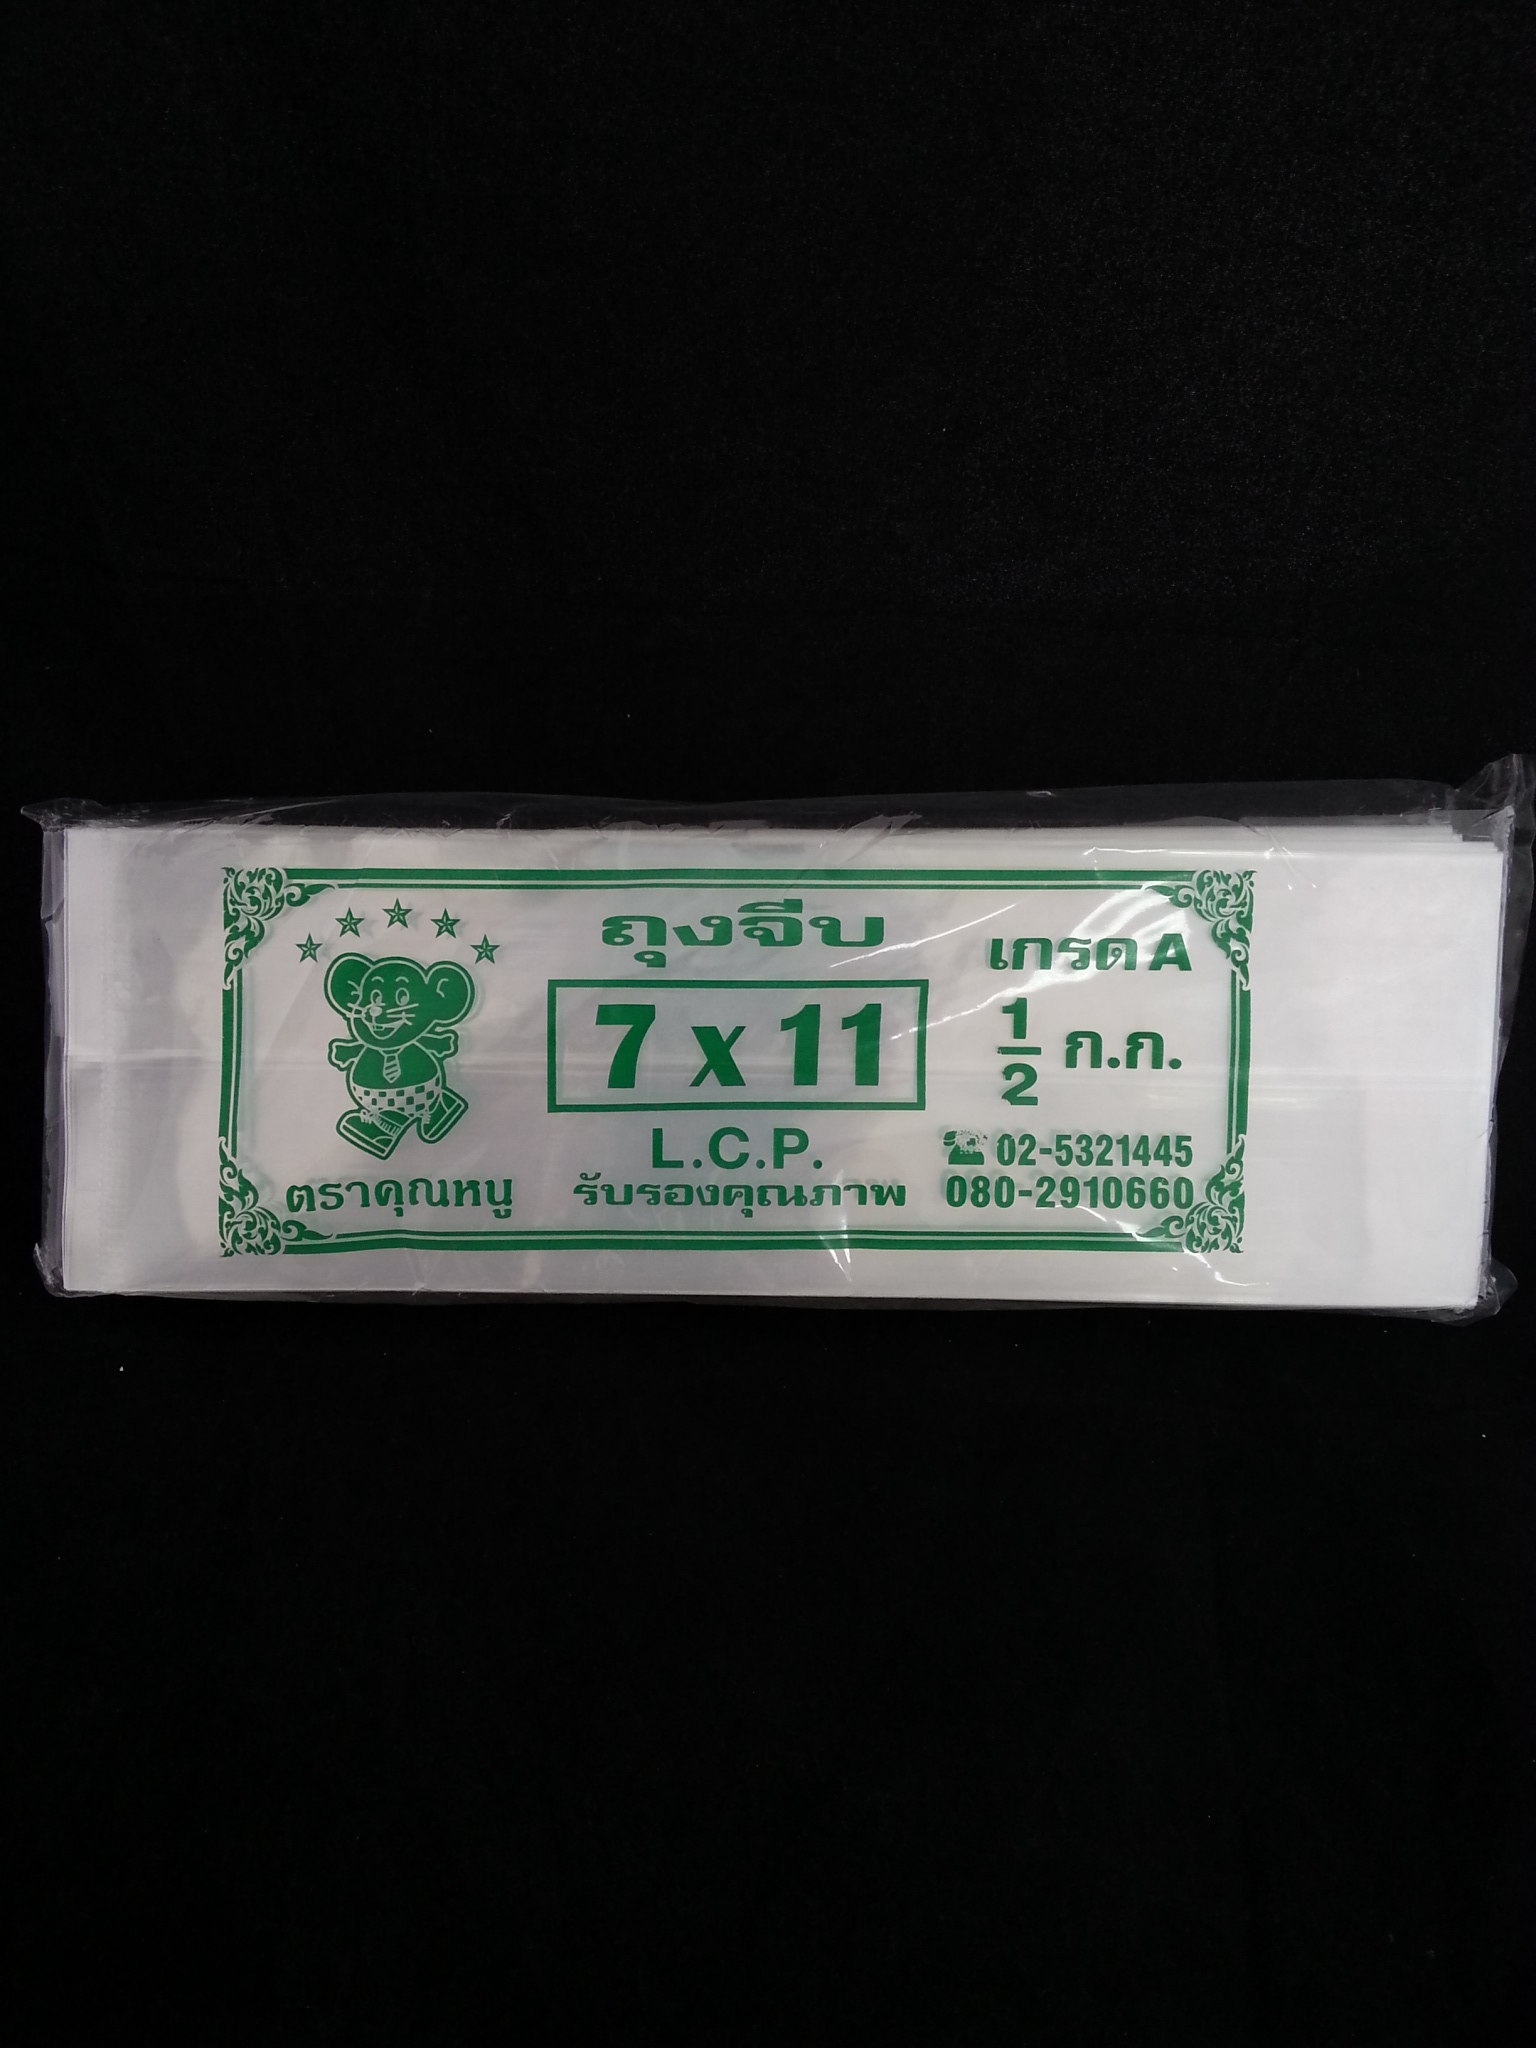 ถุงจีบ
7 x 11
L.C.P.
รับรองคุณภาพ
ตราคุณหนู
เกรด A
1/2 ก.ก.
02-5321445
080-2910660